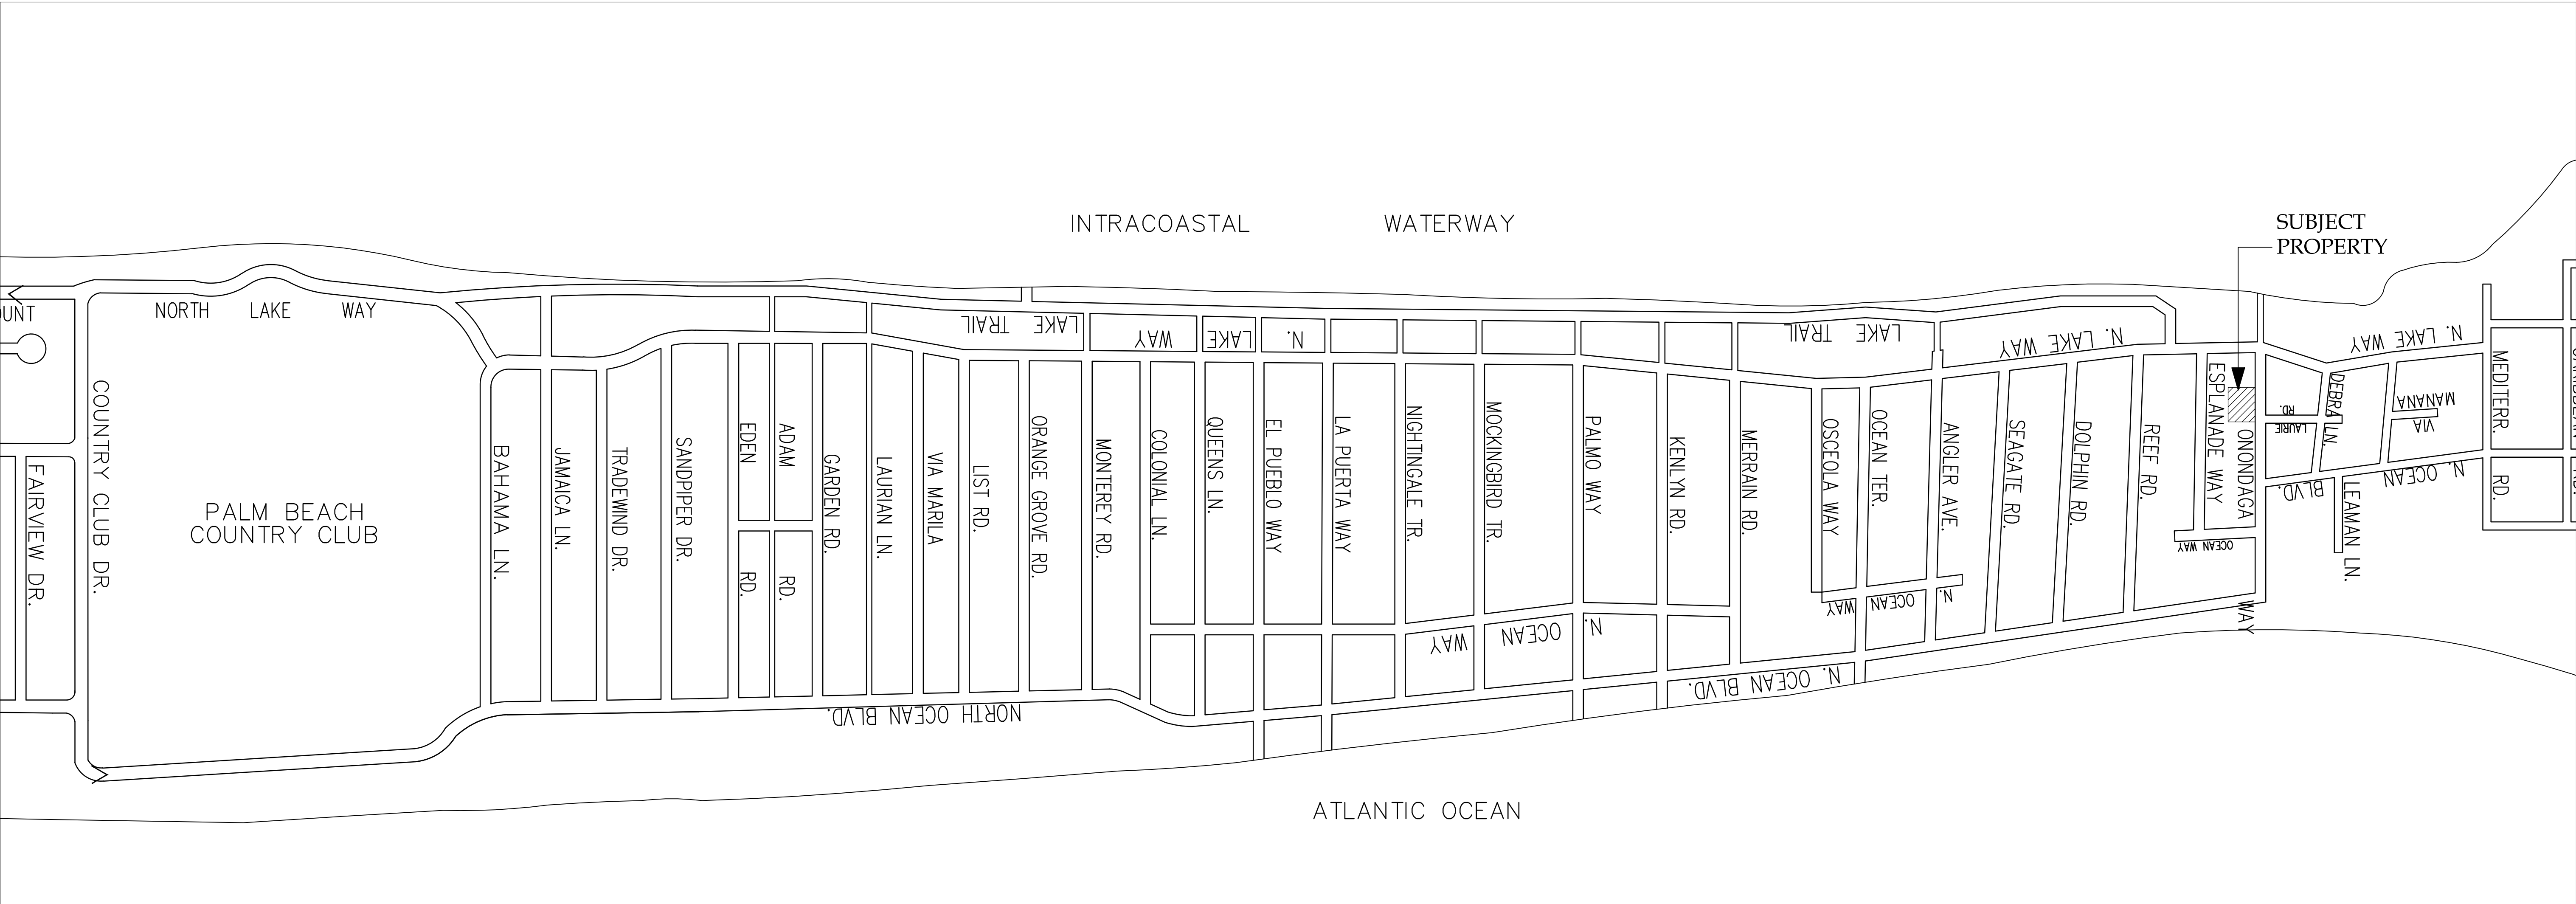 INTRACOASTAL WATERWAY
SUBJECT
PROPERTY
NORTH LAKE WAY
COUNTRY CLUB DR.
FAIRVIEW DR.
PALM BEACH
COUNTRY CLUB
BAHAMA LN.
JAMAICA LN.
TRADEWIND DR.
SANDPIPER DR.
EDEN RD.
ADAM RD.
GARDEN RD.
LAURIAN LN.
VIA MARILA
LIST RD.
ORANGE GROVE RD.
MONTEREY RD.
COLONIAL LN.
QUEENS LN.
EL PUEBLO WAY
LA PUERTA WAY
NIGHTINGALE TR.
MOCKINGBIRD TR.
PALMO WAY
KENLYN RD.
MERRAIN RD.
OSCEOLA WAY
OCEAN TER.
ANGLER AVE.
SEAGATE RD.
DOLPHIN RD.
REEF RD.
ESPLANADE WAY
ONONDAGA WAY
LAURIE RD.
DEBRA LN.
VIA MANANA
LEAMAN LN.
MEDITERR. RD.
LAKE TRAIL
N. LAKE WAY
LAKE TRAIL
N. LAKE WAY
N. LAKE WAY
OCEAN WAY
N. OCEAN BLVD.
N. OCEAN WAY
N. OCEAN WAY
N. OCEAN BLVD.
NORTH OCEAN BLVD.
ATLANTIC OCEAN